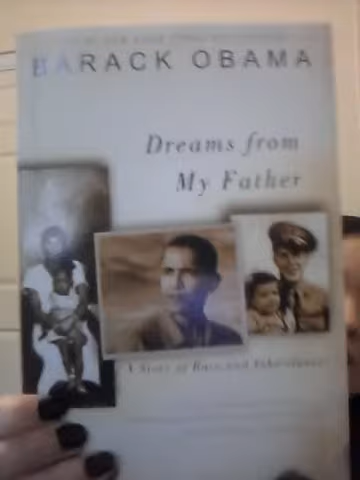 BARACK OBAMA
Dreams from
My Father
A Story of Race and Inheritance